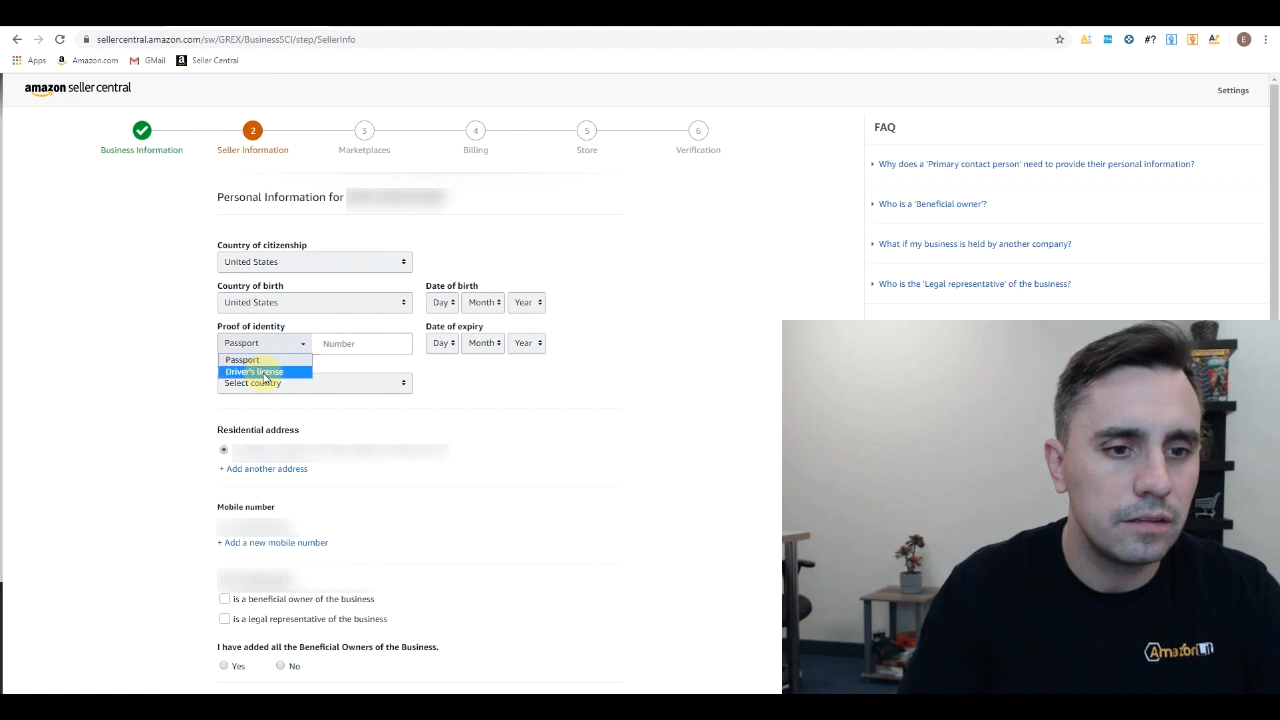 sellercentral.amazon.com/sw/GREX/BusinessSCI/step/SellerInfo
#?
E
Apps
Amazon.com
GMail
Seller Central
amazon seller central
Settings
2
3
4
5
6
Business Information
Seller Information
Marketplaces
Billing
Store
Verification
FAQ
Why does a 'Primary contact person' need to provide their personal information?
Who is a 'Beneficial owner'?
What if my business is held by another company?
Who is the 'Legal representative' of the business?
Personal Information for
Country of citizenship
United States
Country of birth
Date of birth
United States
Day Month Year
Proof of identity
Date of expiry
Passport
Number
Day Month Year
Passport
Driver's license
Select country
Residential address
+ Add another address
Mobile number
+ Add a new mobile number
is a beneficial owner of the business
is a legal representative of the business
I have added all the Beneficial Owners of the Business.
Yes No